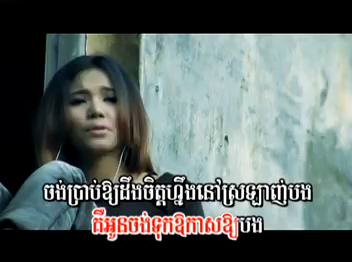 ចង់ប្រាប់ឱ្យដឹងចិត្តហ្នឹងនៅស្រឡាញ់បង
គឺអូនចង់ទុកឱកាសឱ្យបង